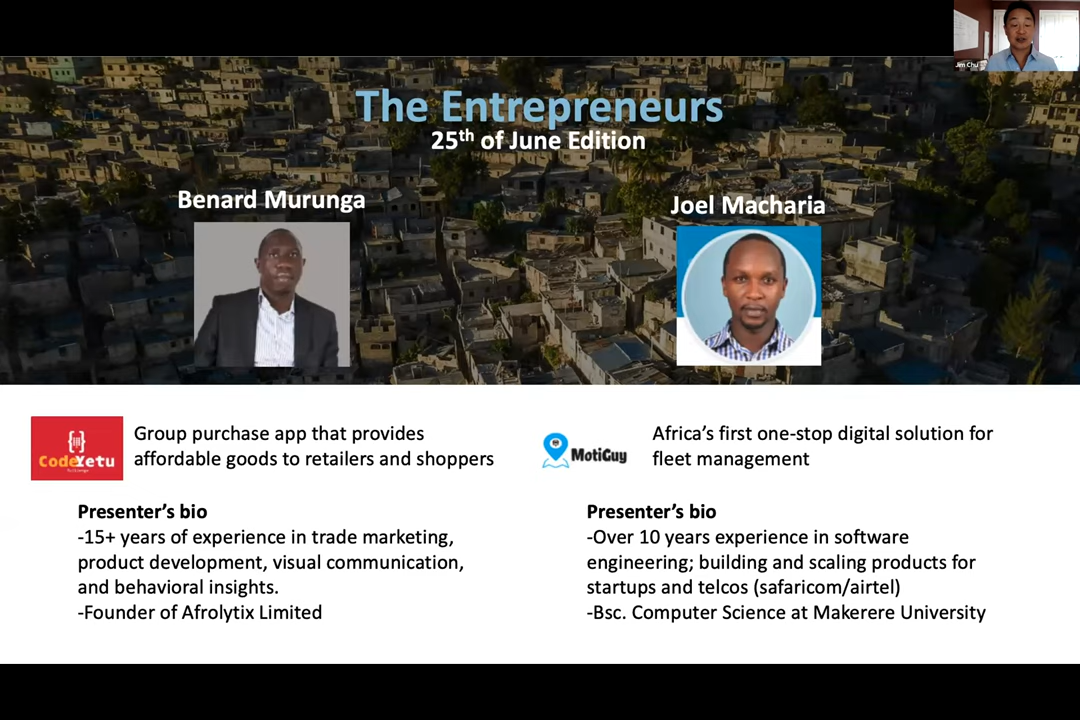 Jim Chu
The Entrepreneurs
25th of June Edition
Benard Murunga
Joel Macharia
{    }
CodeYetu
Group purchase app that provides
affordable goods to retailers and shoppers
MotiGuy
Africa's first one-stop digital solution for
fleet management
Presenter's bio
-15+ years of experience in trade marketing,
product development, visual communication,
and behavioral insights.
-Founder of Afrolytix Limited
Presenter's bio
-Over 10 years experience in software
engineering; building and scaling products for
startups and telcos (safaricom/airtel)
-Bsc. Computer Science at Makerere University